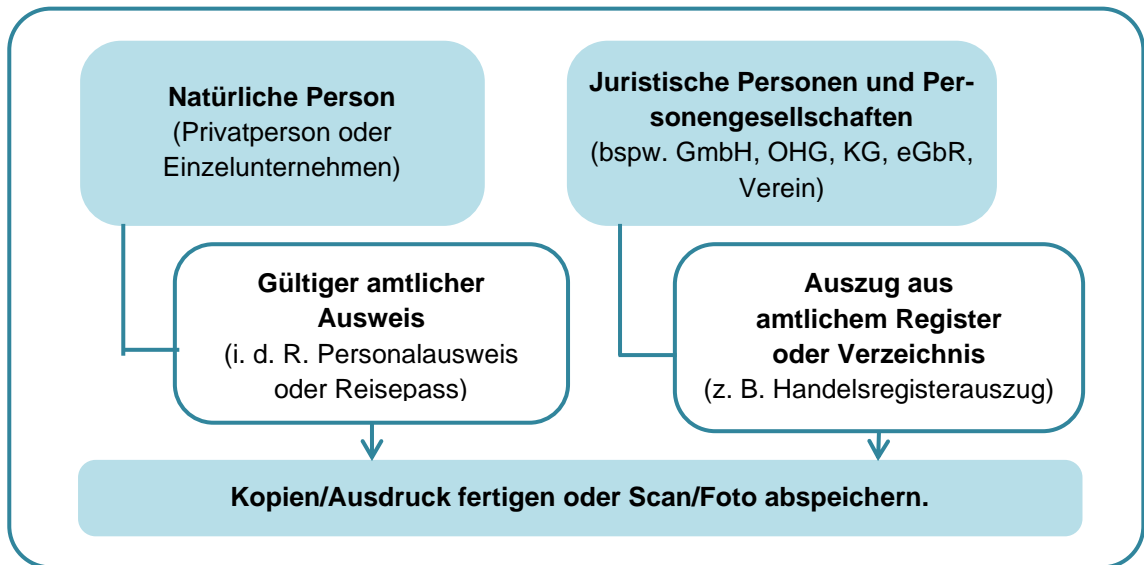 Natürliche Person
(Privatperson oder
Einzelunternehmen)
Juristische Personen und Per-
sonengesellschaften
(bspw. GmbH, OHG, KG, eGbR,
Verein)
Gültiger amtlicher
Ausweis
(i. d. R. Personalausweis
oder Reisepass)
Auszug aus
amtlichem Register
oder Verzeichnis
(z. B. Handelsregisterauszug)
Kopien/Ausdruck fertigen oder Scan/Foto abspeichern.